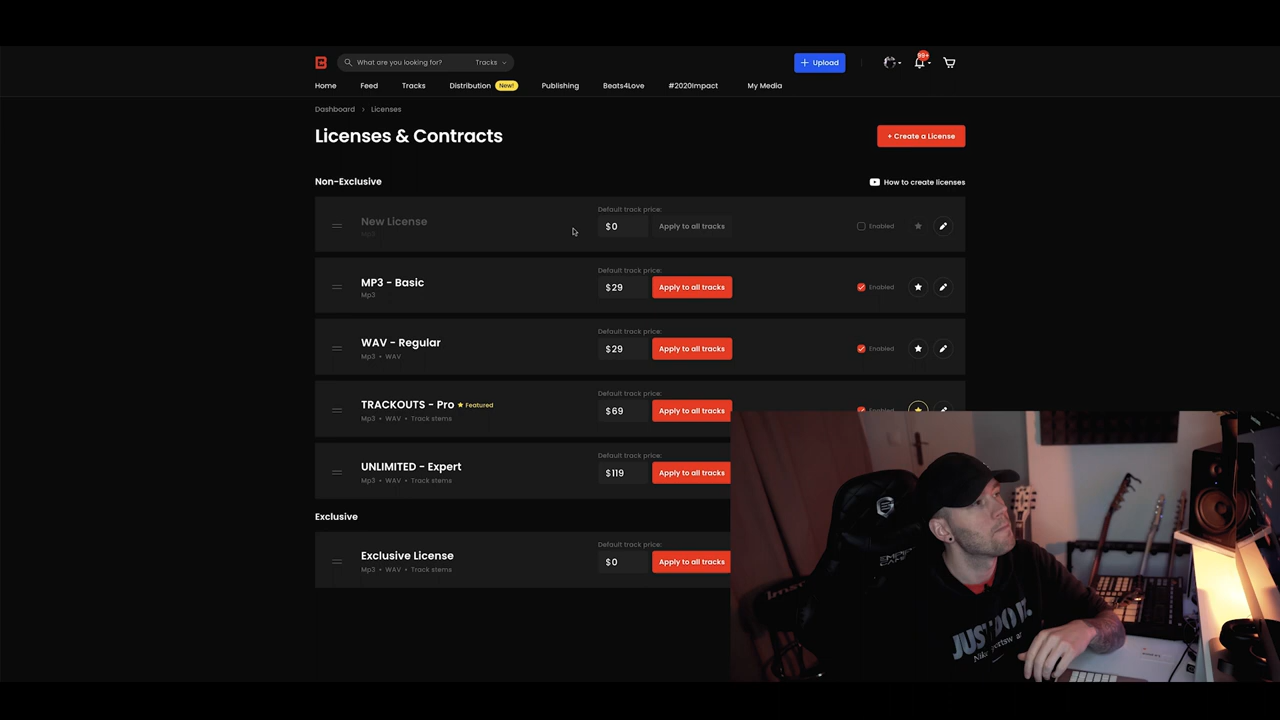 What are you looking for?
Tracks
Upload
99+
Home
Feed
Tracks
Distribution
New!
Publishing
Beats4Love
#2020Impact
My Media
Dashboard > Licenses
Licenses & Contracts
+ Create a License
Non-Exclusive
How to create licenses
New License
Mp3
Default track price:
$0
Apply to all tracks
Enabled
MP3 - Basic
Mp3
Default track price:
$29
Apply to all tracks
Enabled
WAV - Regular
Mp3 • WAV
Default track price:
$29
Apply to all tracks
Enabled
TRACKOUTS - Pro ★ Featured
Mp3 • WAV • Track stems
Default track price:
$69
Apply to all tracks
UNLIMITED - Expert
Mp3 • WAV • Track stems
Default track price:
$119
Apply to all tracks
Exclusive
Exclusive License
Mp3 • WAV • Track stems
Default track price:
$0
Apply to all tracks
JUST DO IT.